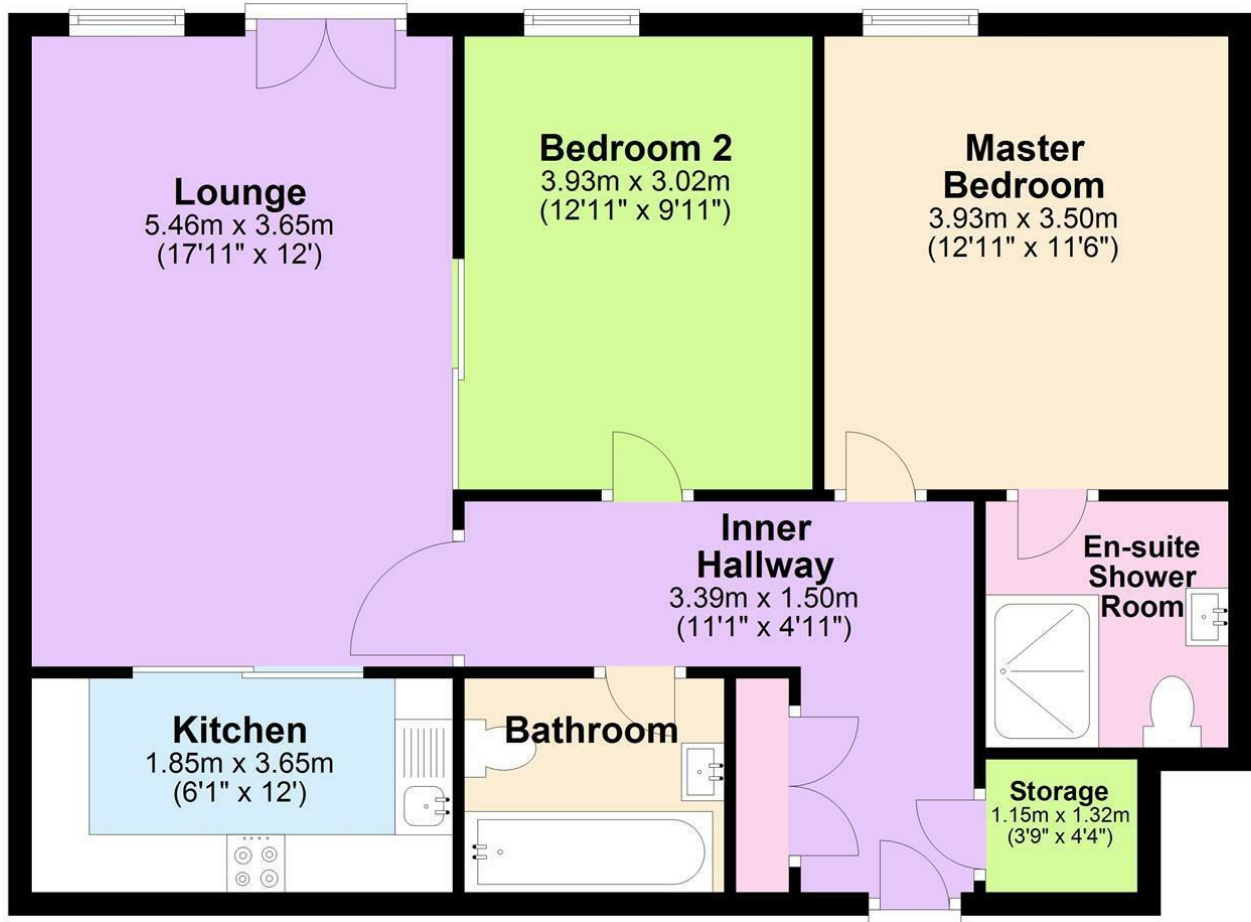 Lounge
5.46m x 3.65m
(17'11" x 12')
Bedroom 2
3.93m x 3.02m
(12'11" x 9'11")
Master
Bedroom
3.93m x 3.50m
(12'11" x 11'6")
Inner
Hallway
3.39m x 1.50m
(11'1" x 4'11")
En-suite
Shower
Room
Kitchen
1.85m x 3.65m
(6'1" x 12')
Bathroom
Storage
1.15m x 1.32m
(3'9" x 4'4")